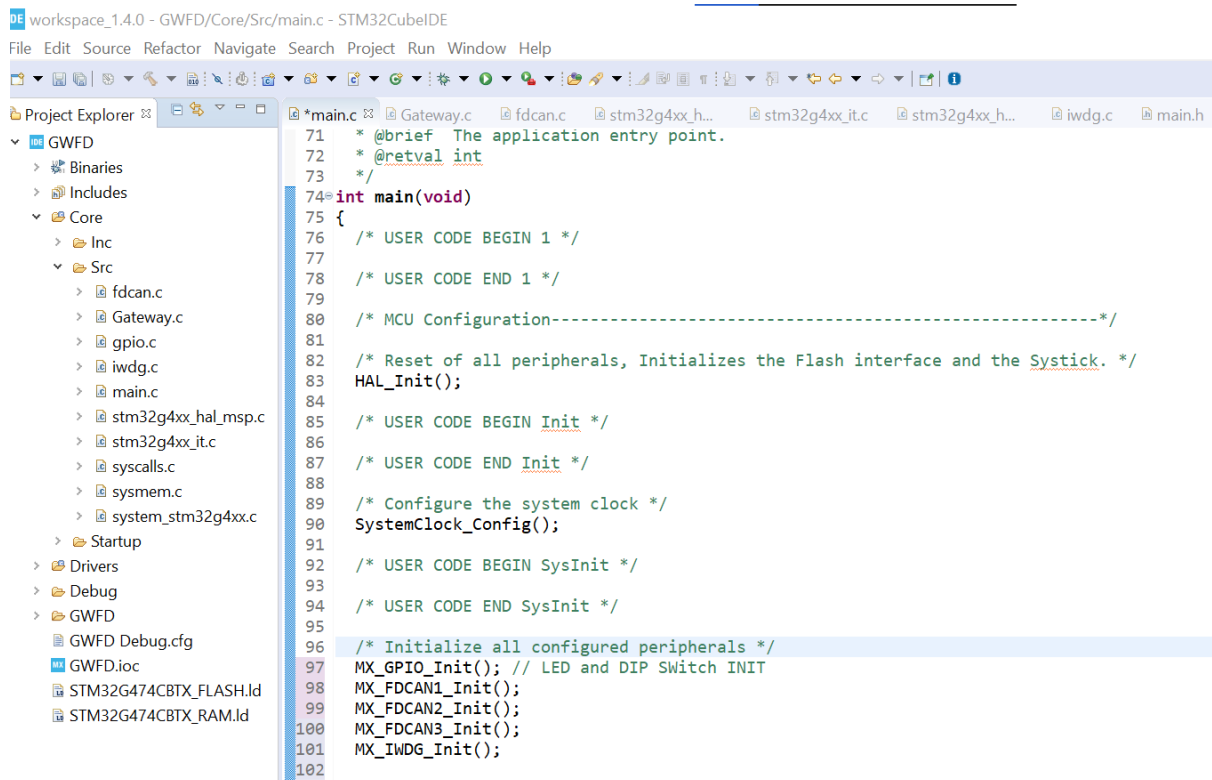 workspace_1.4.0 - GWFD/Core/Src/main.c - STM32CubeIDE
File Edit Source Refactor Navigate Search Project Run Window Help
Project Explorer
GWFD
Binaries
Includes
Core
Inc
Src
fdcan.c
Gateway.c
gpio.c
iwdg.c
main.c
stm32g4xx_hal_msp.c
stm32g4xx_it.c
syscalls.c
sysmem.c
system_stm32g4xx.c
Startup
Drivers
Debug
GWFD
GWFD Debug.cfg
GWFD.ioc
STM32G474CBTX_FLASH.ld
STM32G474CBTX_RAM.ld
*main.c Gateway.c fdcan.c stm32g4xx_h... stm32g4xx_it.c stm32g4xx_h... iwdg.c main.h
71 * @brief The application entry point.
72 * @retval int
73 */
74 int main(void)
75 {
76 /* USER CODE BEGIN 1 */
77
78 /* USER CODE END 1 */
79
80 /* MCU Configuration--------------------------------------------------------*/
81
82 /* Reset of all peripherals, Initializes the Flash interface and the Systick. */
83 HAL_Init();
84
85 /* USER CODE BEGIN Init */
86
87 /* USER CODE END Init */
88
89 /* Configure the system clock */
90 SystemClock_Config();
91
92 /* USER CODE BEGIN SysInit */
93
94 /* USER CODE END SysInit */
95
96 /* Initialize all configured peripherals */
97 MX_GPIO_Init(); // LED and DIP SWitch INIT
98 MX_FDCAN1_Init();
99 MX_FDCAN2_Init();
100 MX_FDCAN3_Init();
101 MX_IWDG_Init();
102